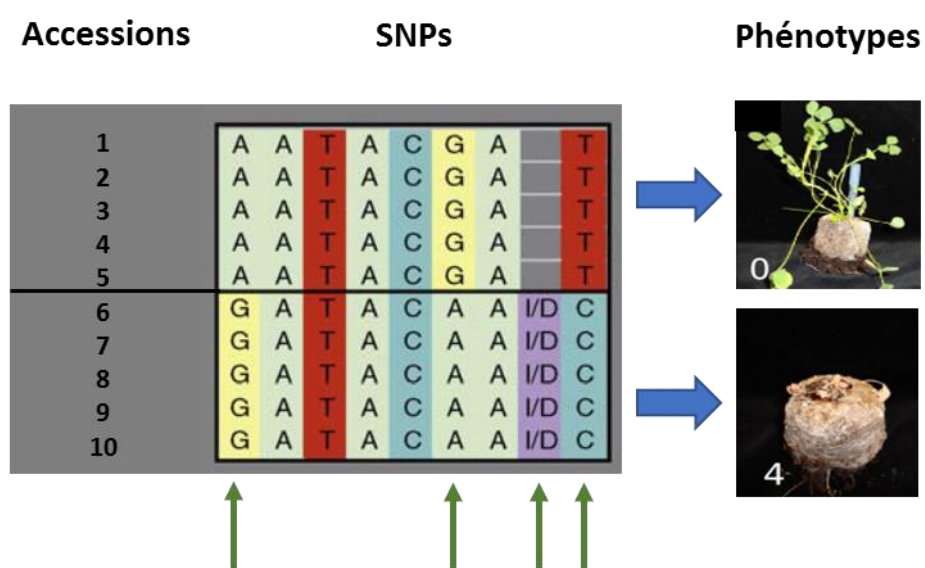 Accessions SNPs Phénotypes
1 A A T A C G A T
2 A A T A C G A T
3 A A T A C G A T
4 A A T A C G A T
5 A A T A C G A T
0
6 G A T A C A A I/D C
7 G A T A C A A I/D C
8 G A T A C A A I/D C
9 G A T A C A A I/D C
10 G A T A C A A I/D C
4